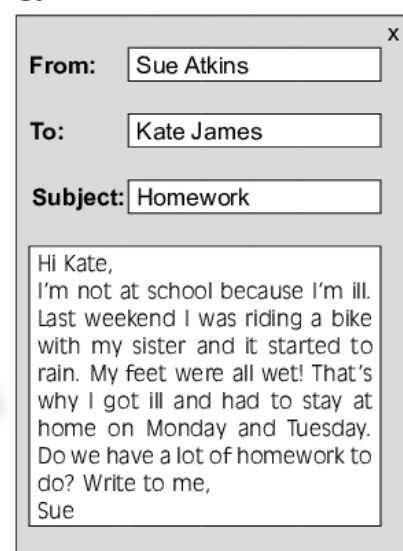 x
From: Sue Atkins
To: Kate James
Subject: Homework
Hi Kate,
I'm not at school because I'm ill.
Last weekend I was riding a bike
with my sister and it started to
rain. My feet were all wet! That's
why I got ill and had to stay at
home on Monday and Tuesday.
Do we have a lot of homework to
do? Write to me,
Sue